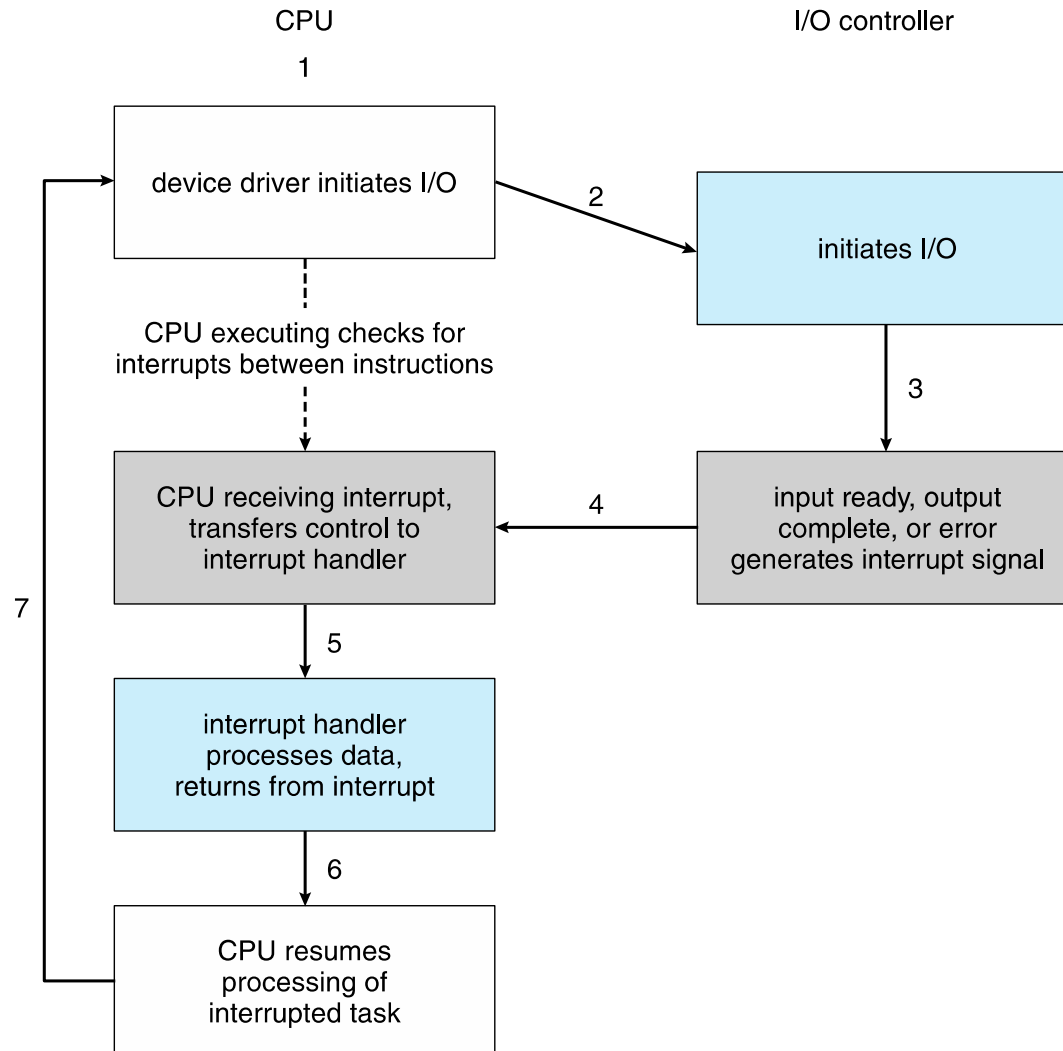 CPU
I/O controller
1
device driver initiates I/O
2
initiates I/O
CPU executing checks for
interrupts between instructions
3
CPU receiving interrupt,
transfers control to
interrupt handler
4
input ready, output
complete, or error
generates interrupt signal
7
5
interrupt handler
processes data,
returns from interrupt
6
CPU resumes
processing of
interrupted task